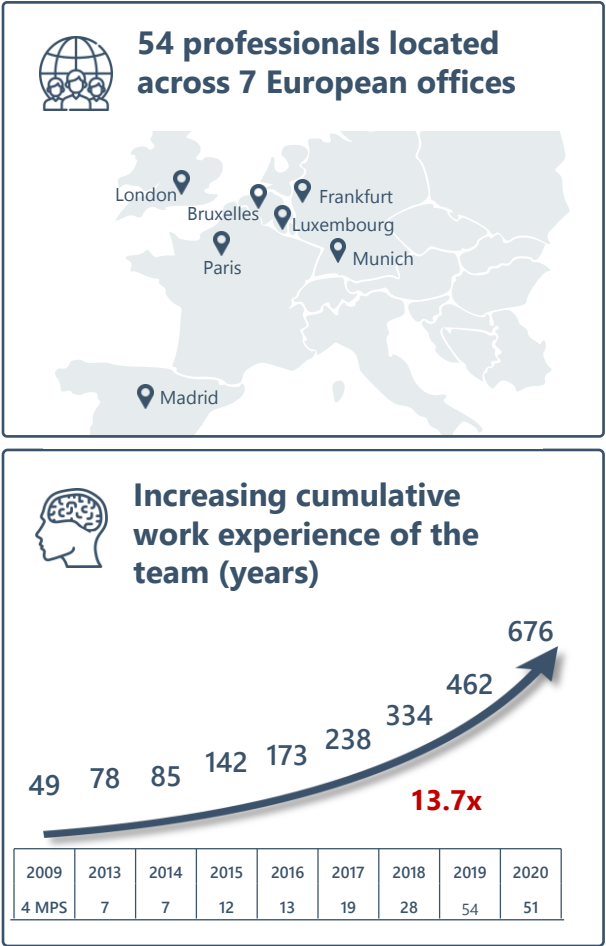 54 professionals located
across 7 European offices
London
Bruxelles
Frankfurt
Luxembourg
Paris
Munich
Madrid
Increasing cumulative
work experience of the
team (years)
49 78 85 142 173 238 334 462 676
13.7x
2009 2013 2014 2015 2016 2017 2018 2019 2020
4 MPS 7 7 12 13 19 28 54 51